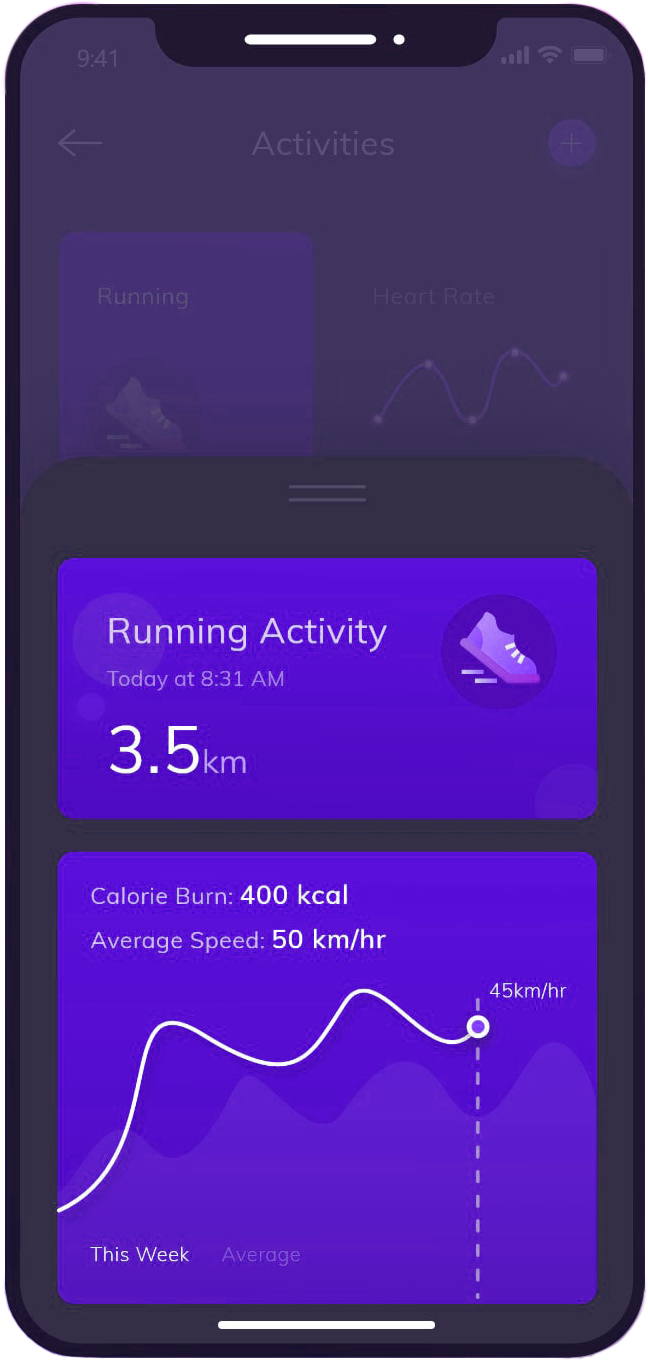 9:41
Activities
Running
Heart Rate
Running Activity
Today at 8:31 AM
3.5km
Calorie Burn: 400 kcal
Average Speed: 50 km/hr
45km/hr
This Week Average